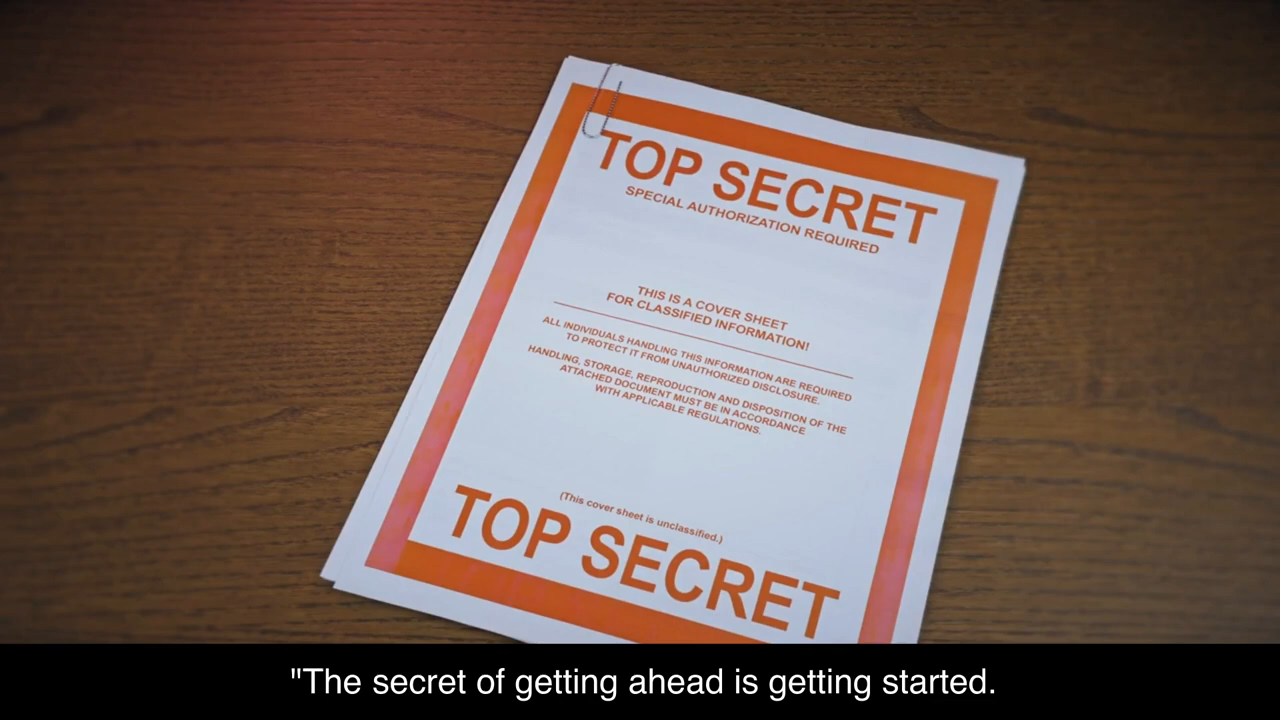 TOP SECRET
SPECIAL AUTHORIZATION REQUIRED
THIS IS A COVER SHEET
FOR CLASSIFIED INFORMATION!
ALL INDIVIDUALS HANDLING THIS INFORMATION ARE REQUIRED
TO PROTECT IT FROM UNAUTHORIZED DISCLOSURE.
HANDLING, STORAGE, REPRODUCTION AND DISPOSITION OF THE
ATTACHED DOCUMENT MUST BE IN ACCORDANCE
WITH APPLICABLE REGULATIONS.
(This cover sheet is unclassified.)
TOP SECRET
"The secret of getting ahead is getting started.